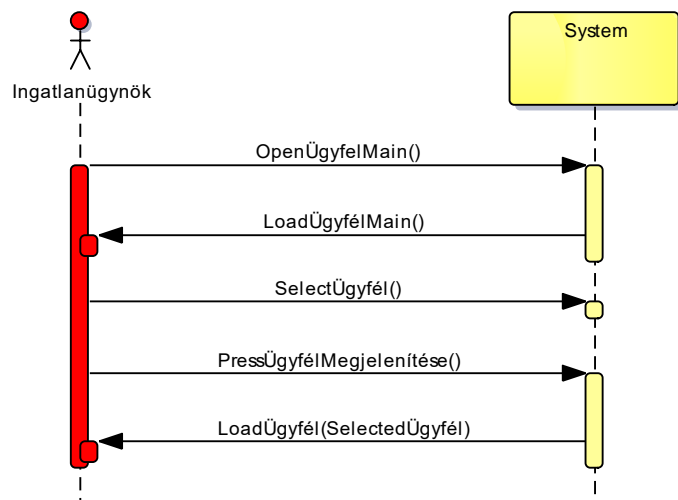 System
Ingatlanügynök
OpenÜgyfelMain()
LoadÜgyfélMain()
SelectÜgyfél()
PressÜgyfélMegjelenítése()
LoadÜgyfél(SelectedÜgyfél)